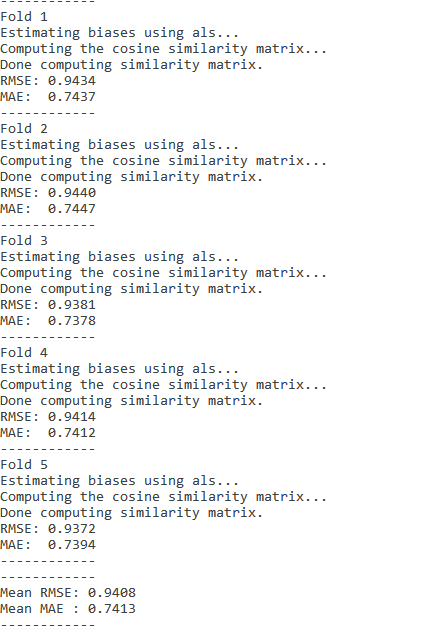 ------------
Fold 1
Estimating biases using als...
Computing the cosine similarity matrix...
Done computing similarity matrix.
RMSE: 0.9434
MAE:  0.7437
------------
Fold 2
Estimating biases using als...
Computing the cosine similarity matrix...
Done computing similarity matrix.
RMSE: 0.9440
MAE:  0.7447
------------
Fold 3
Estimating biases using als...
Computing the cosine similarity matrix...
Done computing similarity matrix.
RMSE: 0.9381
MAE:  0.7378
------------
Fold 4
Estimating biases using als...
Computing the cosine similarity matrix...
Done computing similarity matrix.
RMSE: 0.9414
MAE:  0.7412
------------
Fold 5
Estimating biases using als...
Computing the cosine similarity matrix...
Done computing similarity matrix.
RMSE: 0.9372
MAE:  0.7394
------------
------------
Mean RMSE: 0.9408
Mean MAE : 0.7413
------------